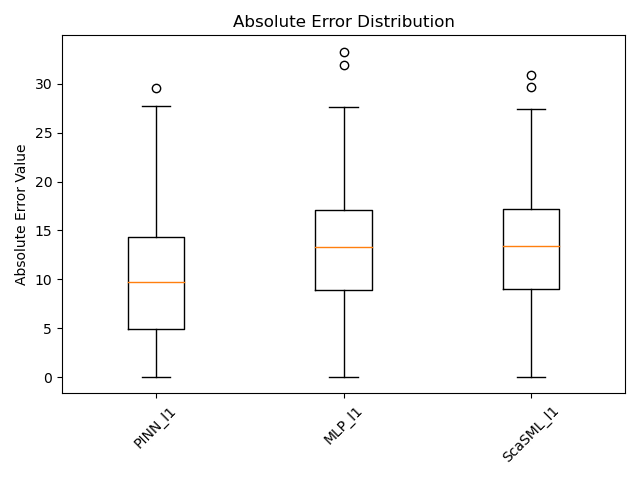 Absolute Error Distribution
Absolute Error Value
30
25
20
15
10
5
0
PINN_l1
MLP_l1
ScaSML_l1